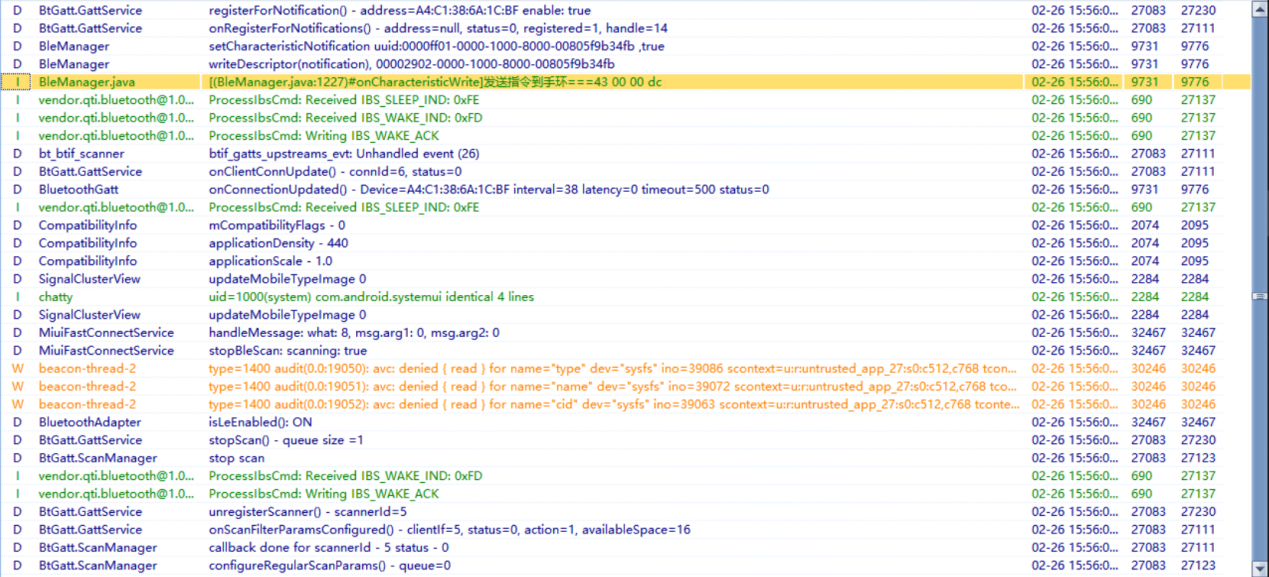 D BtGatt.GattService registerForNotification() - address=A4:C1:38:6A:1C:BF enable: true 02-26 15:56:0... 27083 27230
D BtGatt.GattService onRegisterForNotifications() - address=null, status=0, registered=1, handle=14 02-26 15:56:0... 27083 27111
D BleManager setCharacteristicNotification uuid:0000ff01-0000-1000-8000-00805f9b34fb ,true 02-26 15:56:0... 9731 9776
D BleManager writeDescriptor(notification), 00002902-0000-1000-8000-00805f9b34fb 02-26 15:56:0... 9731 9776
I BleManager.java [(BleManager.java:1227)#onCharacteristicWrite]发送指令到手环===43 00 00 dc 02-26 15:56:0... 9731 9776
I vendor.qti.bluetooth@1.0... ProcessIbsCmd: Received IBS_SLEEP_IND: 0xFE 02-26 15:56:0... 690 27137
I vendor.qti.bluetooth@1.0... ProcessIbsCmd: Received IBS_WAKE_IND: 0xFD 02-26 15:56:0... 690 27137
I vendor.qti.bluetooth@1.0... ProcessIbsCmd: Writing IBS_WAKE_ACK 02-26 15:56:0... 690 27137
D bt_btif_scanner btif_gatts_upstreams_evt: Unhandled event (26) 02-26 15:56:0... 27083 27111
D BtGatt.GattService onClientConnUpdate() - connId=6, status=0 02-26 15:56:0... 27083 27111
D BluetoothGatt onConnectionUpdated() - Device=A4:C1:38:6A:1C:BF interval=38 latency=0 timeout=500 status=0 02-26 15:56:0... 9731 9776
I vendor.qti.bluetooth@1.0... ProcessIbsCmd: Received IBS_SLEEP_IND: 0xFE 02-26 15:56:0... 690 27137
D CompatibilityInfo mCompatibilityFlags - 0 02-26 15:56:0... 2074 2095
D CompatibilityInfo applicationDensity - 440 02-26 15:56:0... 2074 2095
D CompatibilityInfo applicationScale - 1.0 02-26 15:56:0... 2074 2095
D SignalClusterView updateMobileTypeImage 0 02-26 15:56:0... 2284 2284
I chatty uid=1000(system) com.android.systemui identical 4 lines 02-26 15:56:0... 2284 2284
D SignalClusterView updateMobileTypeImage 0 02-26 15:56:0... 2284 2284
D MiuiFastConnectService handleMessage: what: 8, msg.arg1: 0, msg.arg2: 0 02-26 15:56:0... 32467 32467
D MiuiFastConnectService stopBleScan: scanning: true 02-26 15:56:0... 32467 32467
W beacon-thread-2 type=1400 audit(0.0:19050): avc: denied { read } for name="type" dev="sysfs" ino=39086 scontext=u:r:untrusted_app_27:s0:c512,c768 tcon... 02-26 15:56:0... 30246 30246
W beacon-thread-2 type=1400 audit(0.0:19051): avc: denied { read } for name="name" dev="sysfs" ino=39072 scontext=u:r:untrusted_app_27:s0:c512,c768 tco... 02-26 15:56:0... 30246 30246
W beacon-thread-2 type=1400 audit(0.0:19052): avc: denied { read } for name="cid" dev="sysfs" ino=39063 scontext=u:r:untrusted_app_27:s0:c512,c768 tconte... 02-26 15:56:0... 30246 30246
D BluetoothAdapter isLeEnabled(): ON 02-26 15:56:0... 32467 32467
D BtGatt.GattService stopScan() - queue size =1 02-26 15:56:0... 27083 27230
D BtGatt.ScanManager stop scan 02-26 15:56:0... 27083 27123
I vendor.qti.bluetooth@1.0... ProcessIbsCmd: Received IBS_WAKE_IND: 0xFD 02-26 15:56:0... 690 27137
I vendor.qti.bluetooth@1.0... ProcessIbsCmd: Writing IBS_WAKE_ACK 02-26 15:56:0... 690 27137
D BtGatt.GattService unregisterScanner() - scannerId=5 02-26 15:56:0... 27083 27230
D BtGatt.GattService onScanFilterParamsConfigured() - clientIf=5, status=0, action=1, availableSpace=16 02-26 15:56:0... 27083 27111
D BtGatt.ScanManager callback done for scannerId - 5 status - 0 02-26 15:56:0... 27083 27111
D BtGatt.ScanManager configureRegularScanParams() - queue=0 02-26 15:56:0... 27083 27123